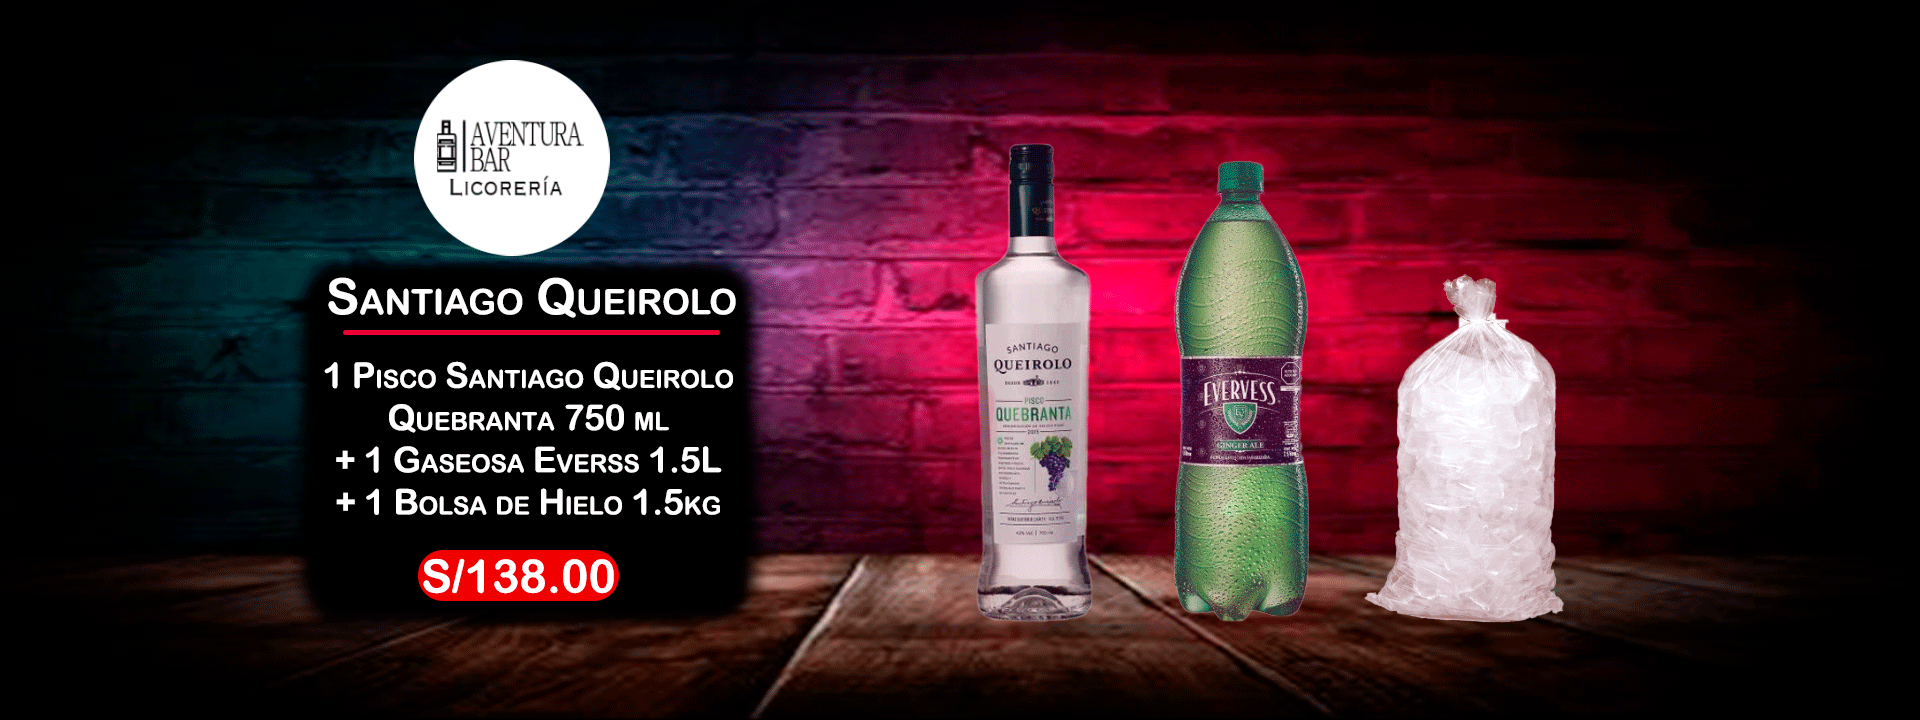 AVENTURA
BAR
LICORERÍA
SANTIAGO QUEIROLO
1 PISCO SANTIAGO QUEIROLO
QUEBRANTA 750 ML
+ 1 GASEOSA EVERSS 1.5L
+ 1 BOLSA DE HIELO 1.5KG
S/138.00
SANTIAGO
QUEIROLO
PISCO
QUEBRANTA
EVERVESS
GINGER ALE